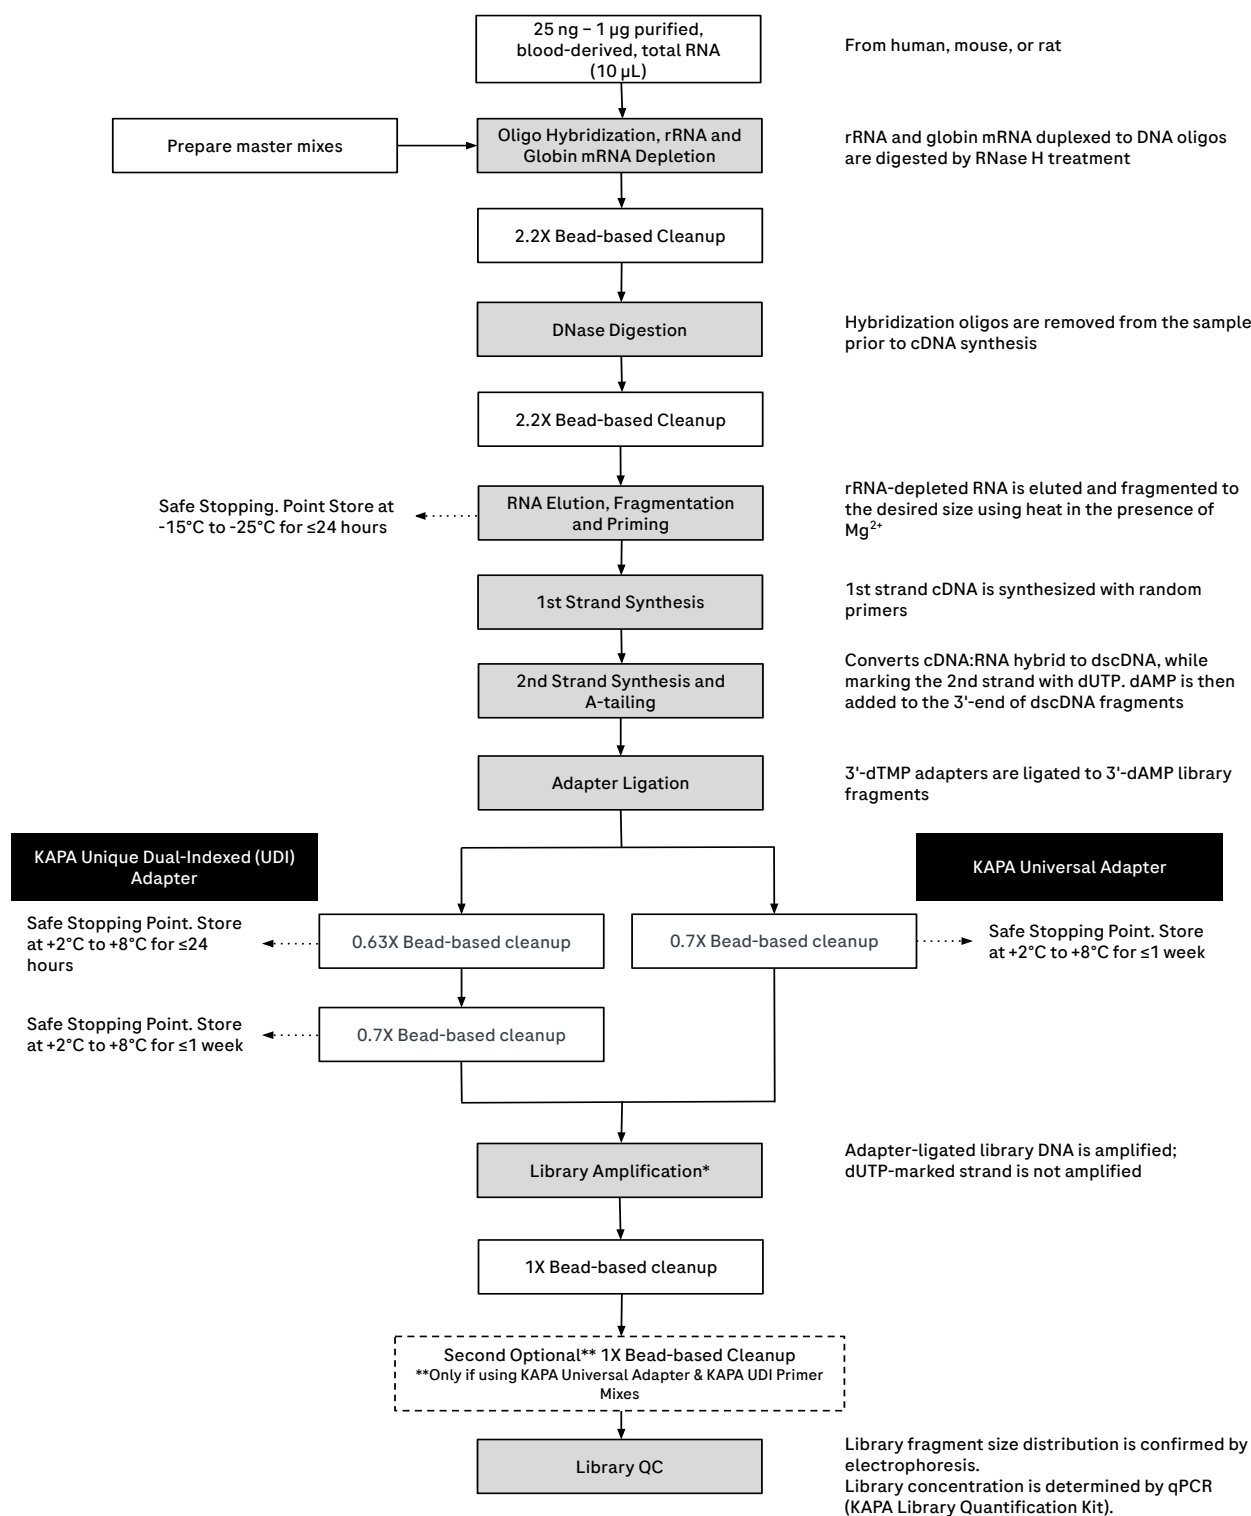 25 ng – 1 µg purified,
blood-derived, total RNA
(10 µL)
From human, mouse, or rat
Prepare master mixes
Oligo Hybridization, rRNA and
Globin mRNA Depletion
rRNA and globin mRNA duplexed to DNA oligos
are digested by RNase H treatment
2.2X Bead-based Cleanup
DNase Digestion
Hybridization oligos are removed from the sample
prior to cDNA synthesis
2.2X Bead-based Cleanup
Safe Stopping. Point Store at
-15°C to -25°C for ≤24 hours
RNA Elution, Fragmentation
and Priming
rRNA-depleted RNA is eluted and fragmented to
the desired size using heat in the presence of
Mg²⁺
1st Strand Synthesis
1st strand cDNA is synthesized with random
primers
2nd Strand Synthesis and
A-tailing
Converts cDNA:RNA hybrid to dscDNA, while
marking the 2nd strand with dUTP. dAMP is then
added to the 3'-end of dscDNA fragments
Adapter Ligation
3'-dTMP adapters are ligated to 3'-dAMP library
fragments
KAPA Unique Dual-Indexed (UDI)
Adapter
KAPA Universal Adapter
Safe Stopping Point. Store
at +2°C to +8°C for ≤24
hours
0.63X Bead-based cleanup
0.7X Bead-based cleanup
Safe Stopping Point. Store
at +2°C to +8°C for ≤1 week
Safe Stopping Point. Store
at +2°C to +8°C for ≤1 week
0.7X Bead-based cleanup
Library Amplification*
Adapter-ligated library DNA is amplified;
dUTP-marked strand is not amplified
1X Bead-based cleanup
Second Optional** 1X Bead-based Cleanup
**Only if using KAPA Universal Adapter & KAPA UDI Primer
Mixes
Library QC
Library fragment size distribution is confirmed by
electrophoresis.
Library concentration is determined by qPCR
(KAPA Library Quantification Kit).